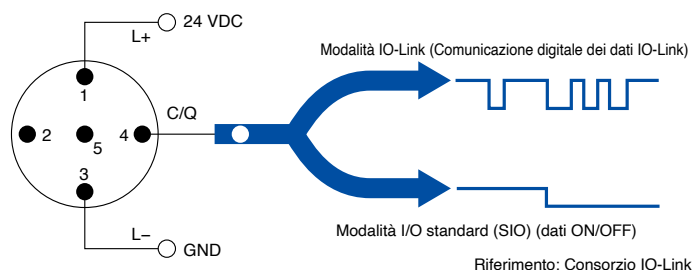 24 VDC
L+
Modalità IO-Link (Comunicazione digitale dei dati IO-Link)
1
C/Q
2
5
4
3
L–
GND
Modalità I/O standard (SIO) (dati ON/OFF)
Riferimento: Consorzio IO-Link